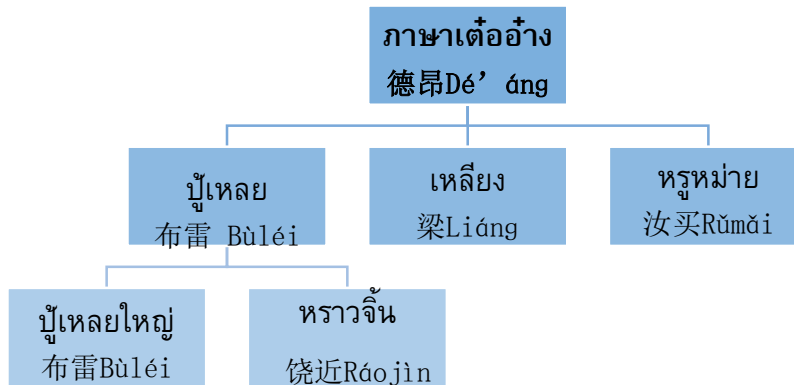 ภาษาเต๋ออ๋าง
德昂Dé’áng
ปู้เหลย
布雷 Bùléi
เหลียง
梁Liáng
หรูหม่าย
汝买Rǔmǎi
ปู้เหลยใหญ่
布雷Bùléi
หราวจิ้น
饶近Ráojìn